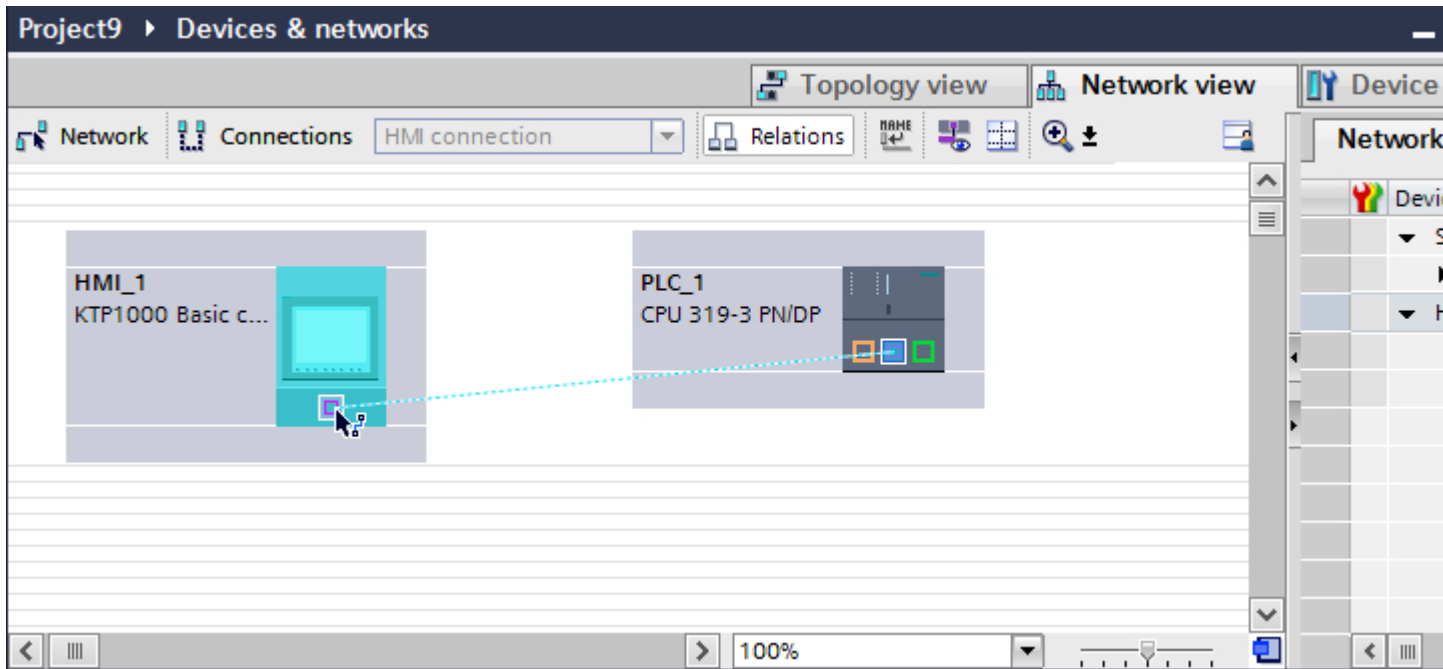 Project9 ▸ Devices & networks
Topology view Network view Device
Network Connections HMI connection Relations
Network
HMI_1
KTP1000 Basic c...
PLC_1
CPU 319-3 PN/DP
Devi
S
H
100%